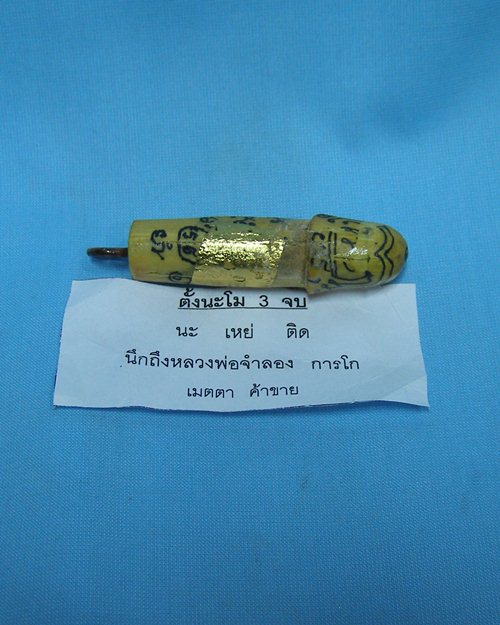 ตั้งนะโม 3 จบ
นะ เหย่ ติด
นึกถึงหลวงพ่อจำลอง การโก
เมตตา ค้าขาย